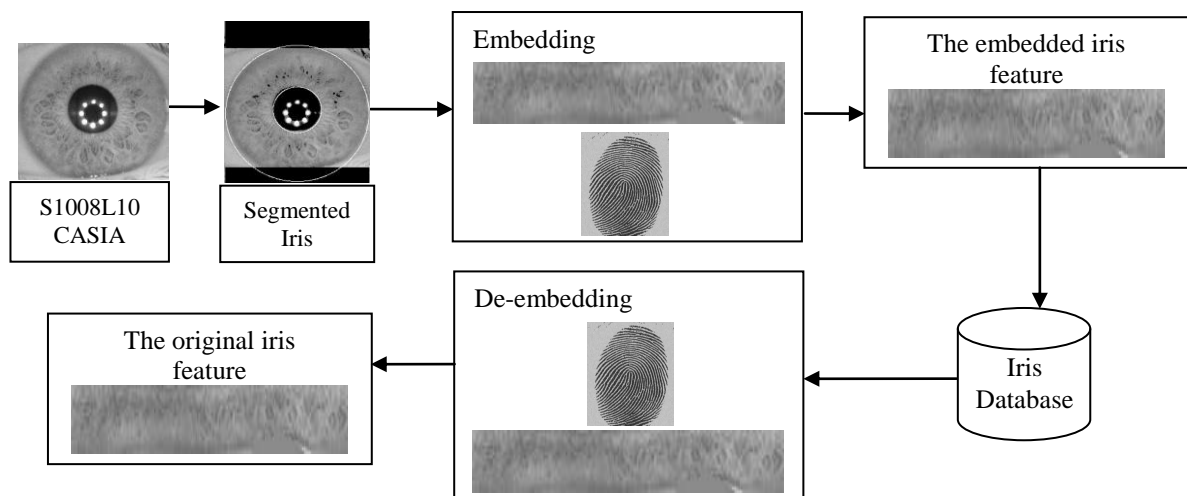 Embedding
The embedded iris
feature
S1008L10
CASIA
Segmented
Iris
De-embedding
The original iris
feature
Iris
Database